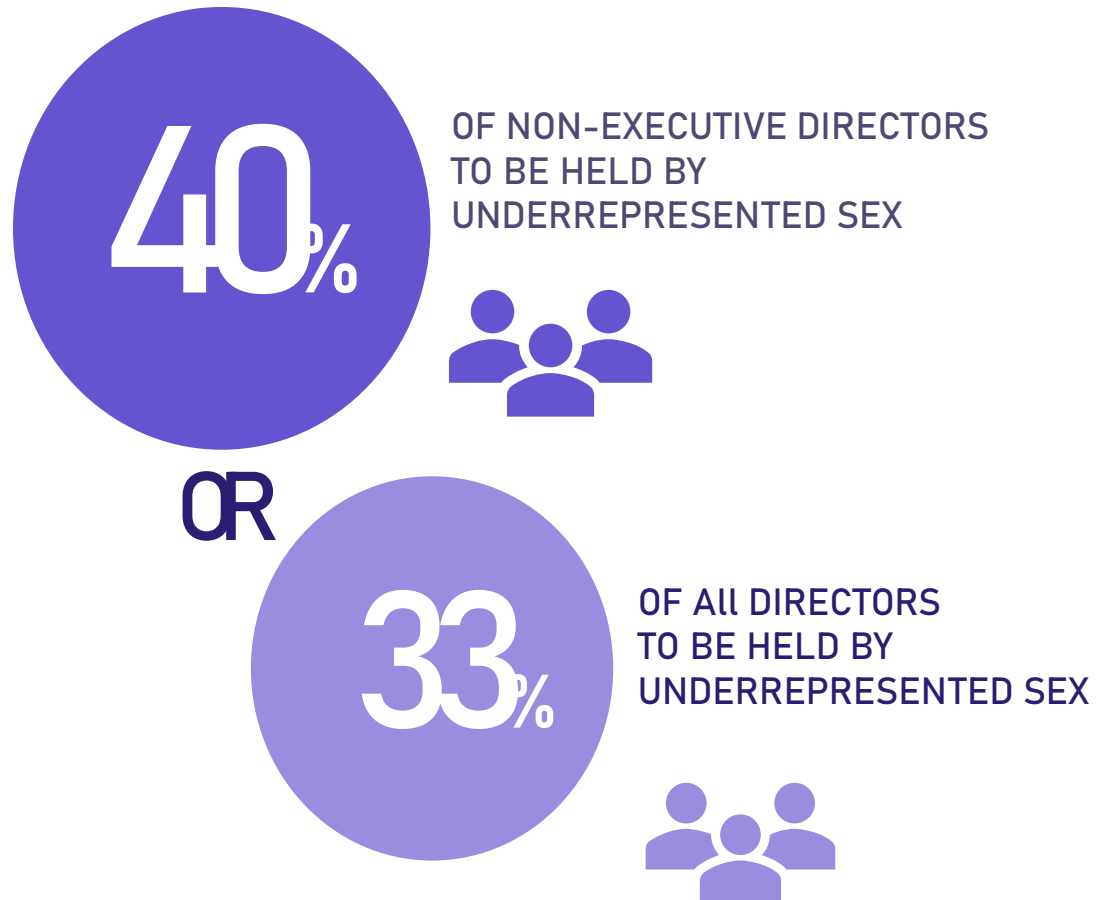 40%
OF NON-EXECUTIVE DIRECTORS
TO BE HELD BY
UNDERREPRESENTED SEX
OR
33%
OF All DIRECTORS
TO BE HELD BY
UNDERREPRESENTED SEX